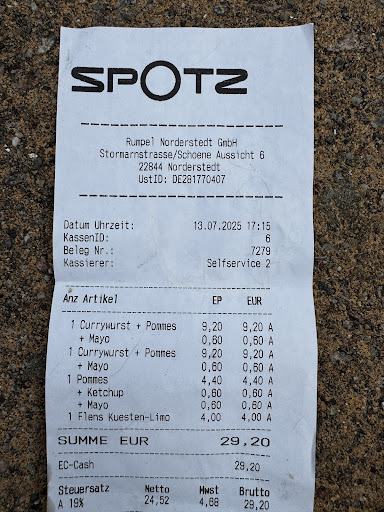 SPOTZ
Rumpel Norderstedt GmbH
Stormarnstrasse/Schoene Aussicht 6
22844 Norderstedt
UstID: DE281770407
Datum Uhrzeit: 13.07.2025 17:15
KassenID: 6
Beleg Nr.: 7279
Kassierer: Selfservice 2
Anz Artikel EP EUR
1 Currywurst + Pommes 9,20 9,20 A
+ Mayo 0,60 0,60 A
1 Currywurst + Pommes 9,20 9,20 A
+ Mayo 0,60 0,60 A
1 Pommes 4,40 4,40 A
+ Ketchup 0,60 0,60 A
+ Mayo 0,60 0,60 A
1 Flens Kuesten-Limo 4,00 4,00 A
SUMME EUR 29,20
EC-Cash 29,20
Steuersatz Netto Mwst Brutto
A 19% 24,52 4,68 29,20